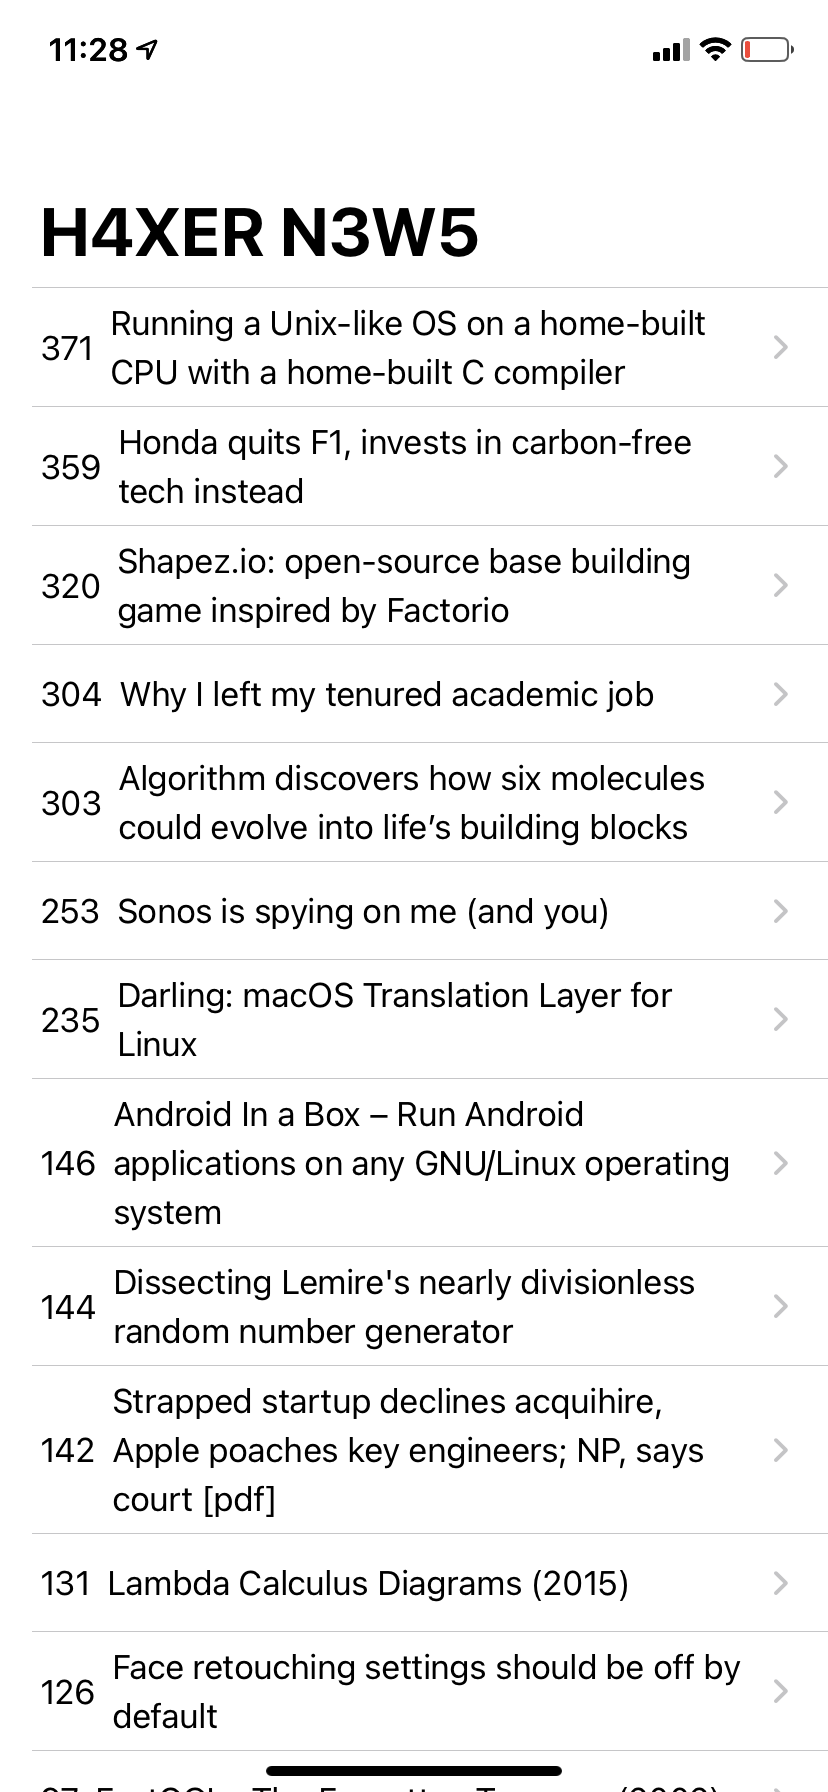 11:28
H4XER N3W5
371
Running a Unix-like OS on a home-built
CPU with a home-built C compiler
359
Honda quits F1, invests in carbon-free
tech instead
320
Shapez.io: open-source base building
game inspired by Factorio
304 Why I left my tenured academic job
303
Algorithm discovers how six molecules
could evolve into life’s building blocks
253 Sonos is spying on me (and you)
235
Darling: macOS Translation Layer for
Linux
146
Android In a Box – Run Android
applications on any GNU/Linux operating
system
144
Dissecting Lemire's nearly divisionless
random number generator
142
Strapped startup declines acquihire,
Apple poaches key engineers; NP, says
court [pdf]
131 Lambda Calculus Diagrams (2015)
126
Face retouching settings should be off by
default